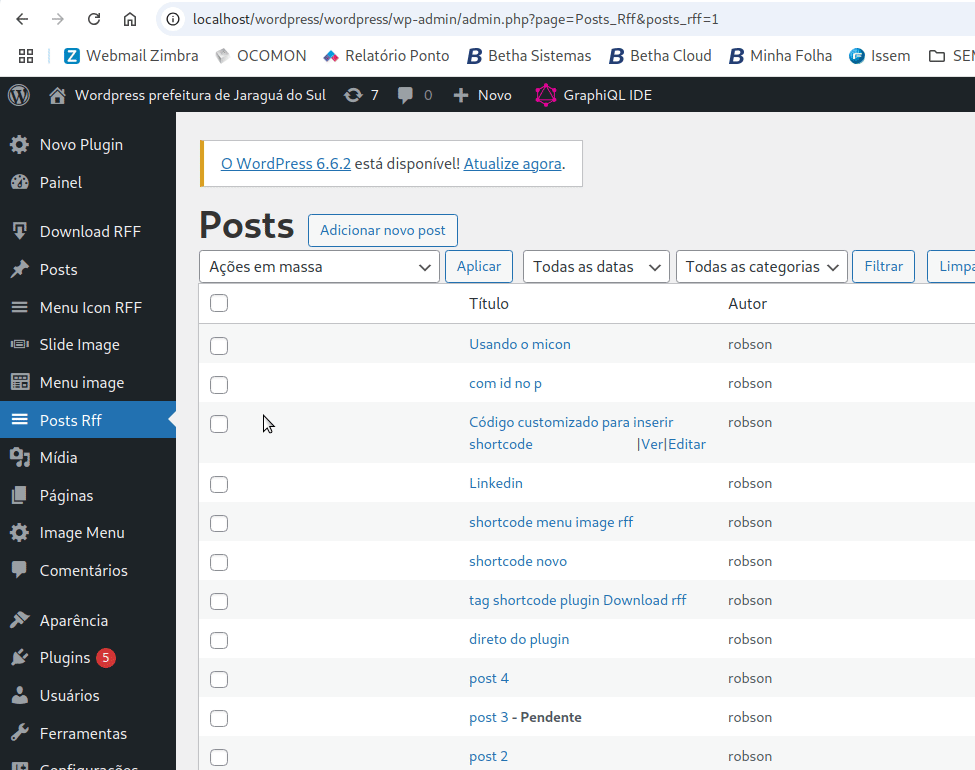 localhost/wordpress/wordpress/wp-admin/admin.php?page=Posts_Rff&posts_rff=1
Webmail Zimbra OCOMON Relatório Ponto Betha Sistemas Betha Cloud Minha Folha Issem SEM
Wordpress prefeitura de Jaraguá do Sul 7 0 Novo GraphiQL IDE
Novo Plugin
Painel
Download RFF
Posts
Menu Icon RFF
Slide Image
Menu image
Posts Rff
Mídia
Páginas
Image Menu
Comentários
Aparência
Plugins 5
Usuários
Ferramentas
Configurações
O WordPress 6.6.2 está disponível! Atualize agora.
Posts Adicionar novo post
Ações em massa Aplicar Todas as datas Todas as categorias Filtrar Limpa
Título Autor
Usando o micon robson
com id no p robson
Código customizado para inserir robson
shortcode |Ver|Editar
Linkedin robson
shortcode menu image rff robson
shortcode novo robson
tag shortcode plugin Download rff robson
direto do plugin robson
post 4 robson
post 3 - Pendente robson
post 2 robson